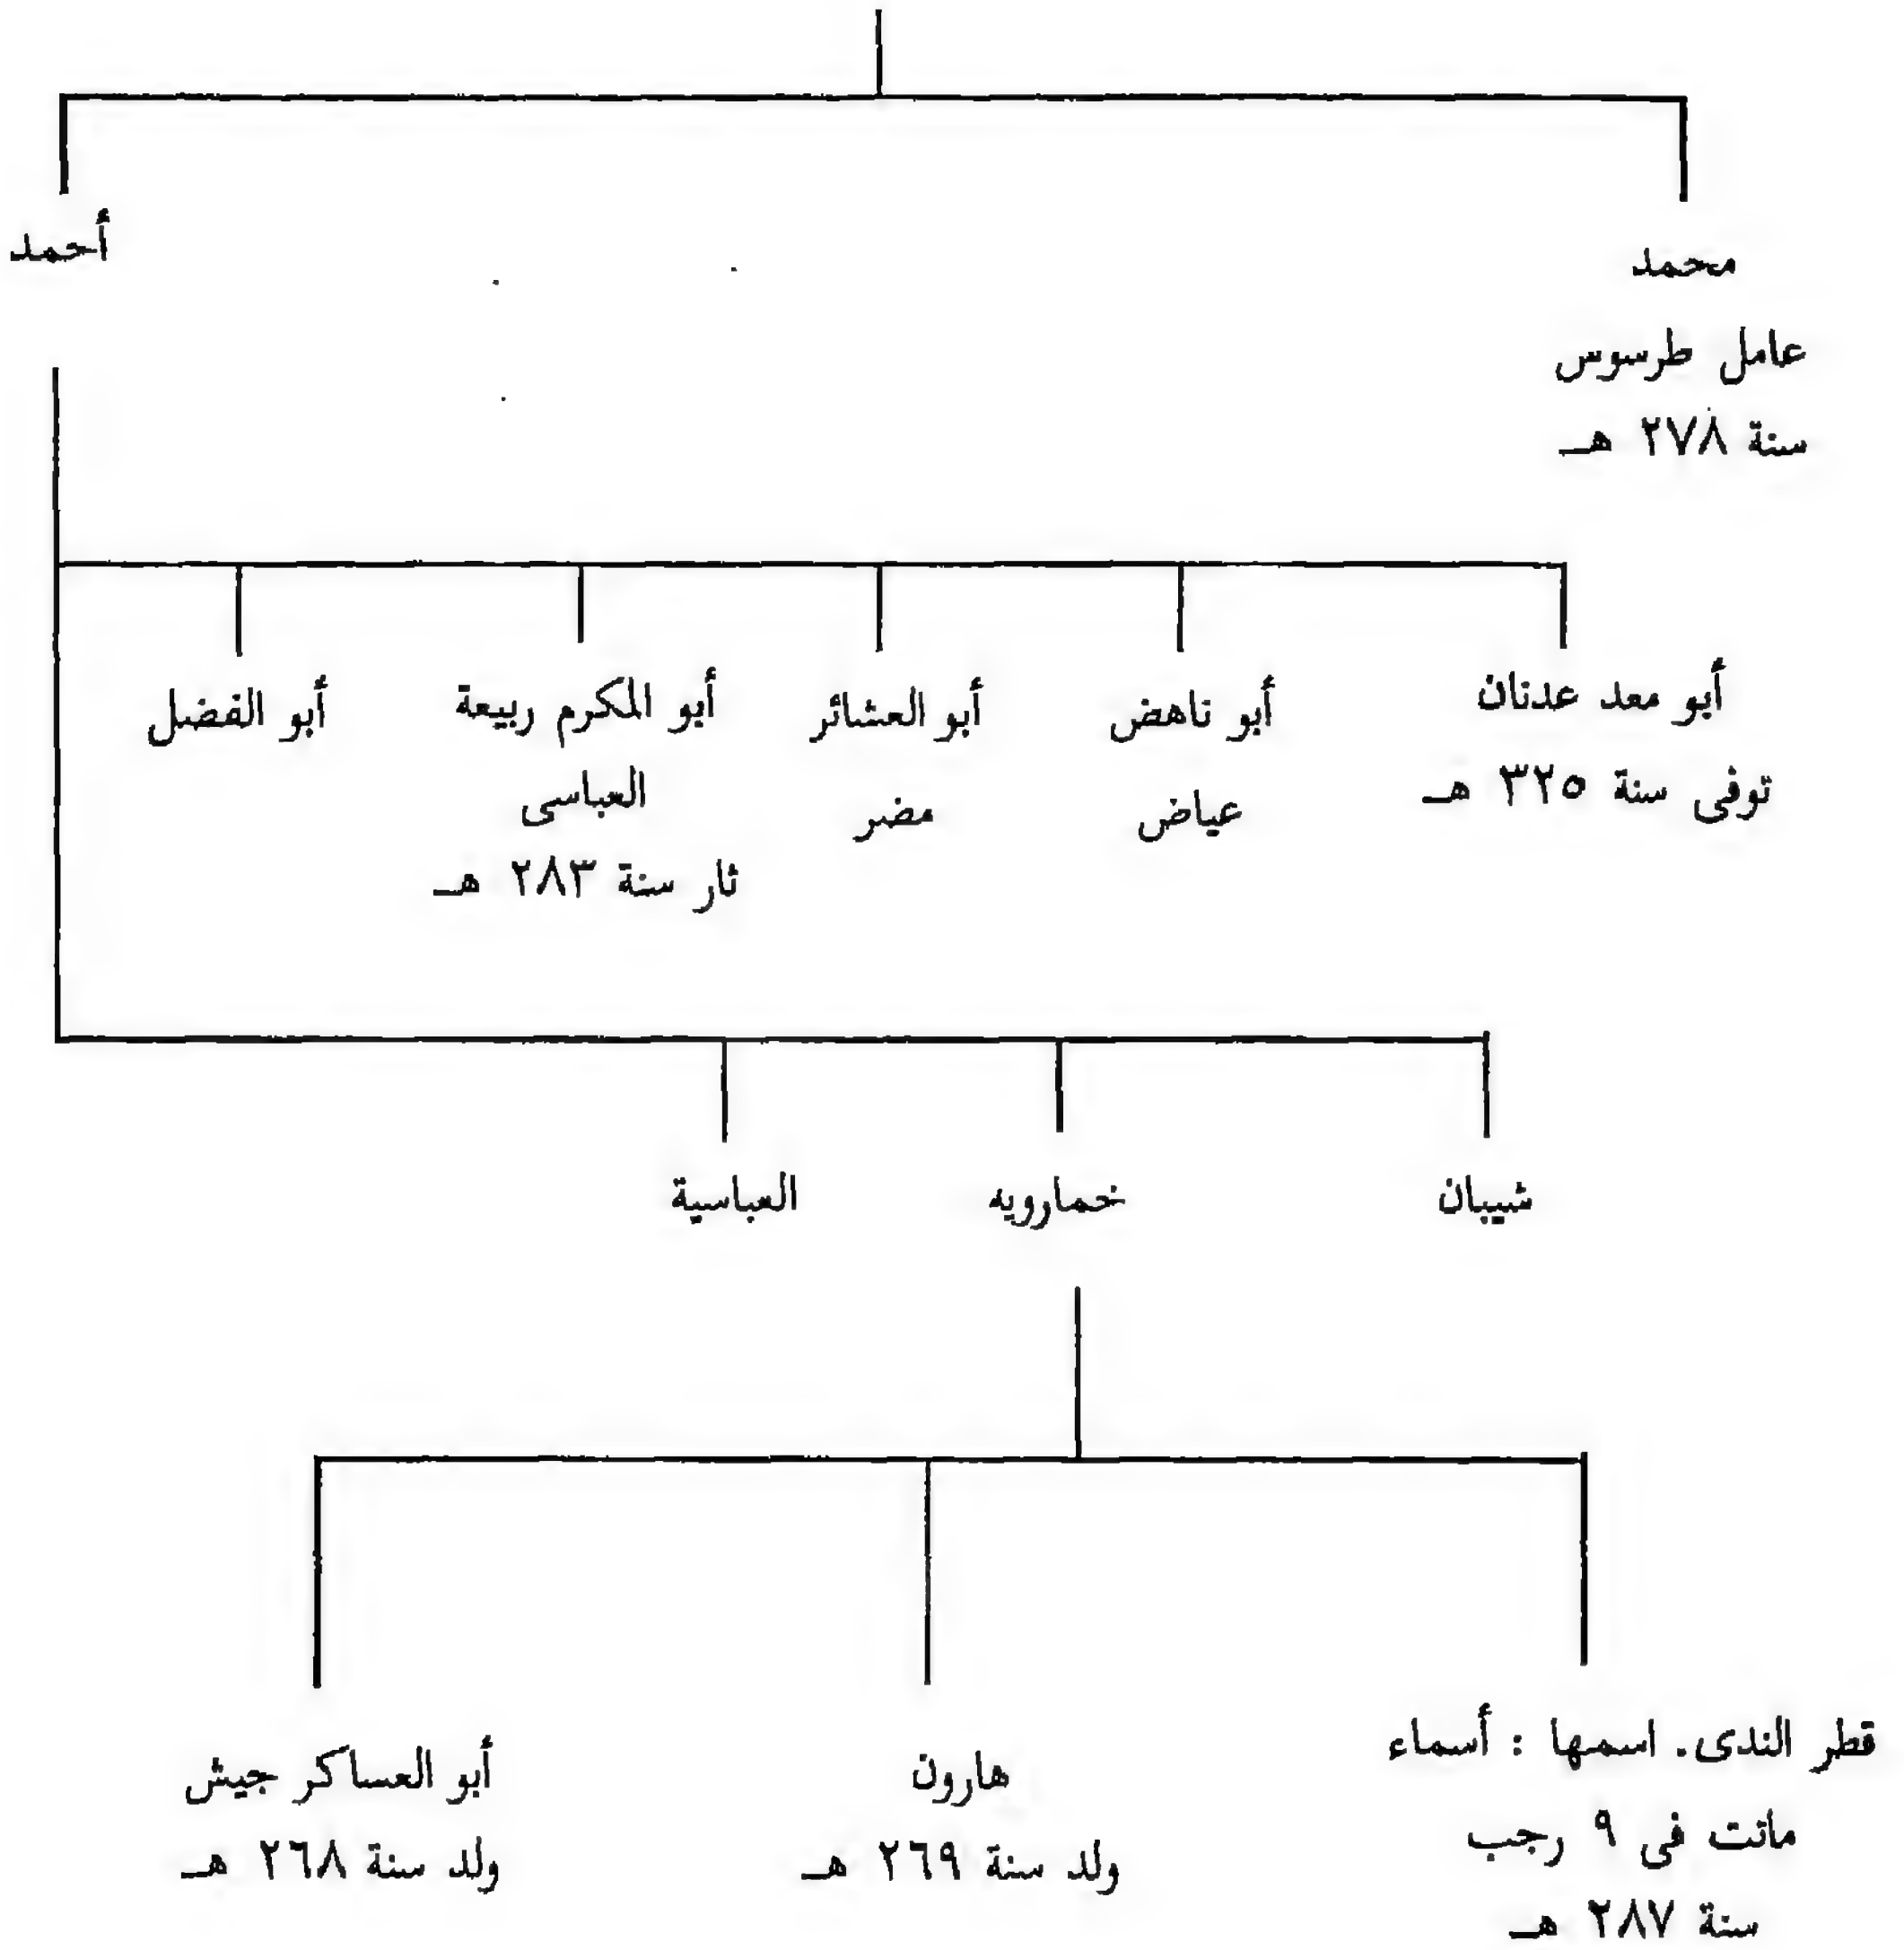 محمد
عامل طرسوس
سنة ٢٧٨ هـ
أحمد
أبو معد عدنان
توفى سنة ٣٢٥ هـ
أبو ناهض
عياض
أبو العشائر
مضر
أبو المكرم ربيعة
العباسى
ثار سنة ٢٨٣ هـ
أبو الفضل
شيبان
خمارويه
العباسية
قطر الندى. اسمها : أسماء
ماتت فى ٩ رجب
سنة ٢٨٧ هـ
هارون
ولد سنة ٢٦٩ هـ
أبو العساكر جيش
ولد سنة ٢٦٨ هـ